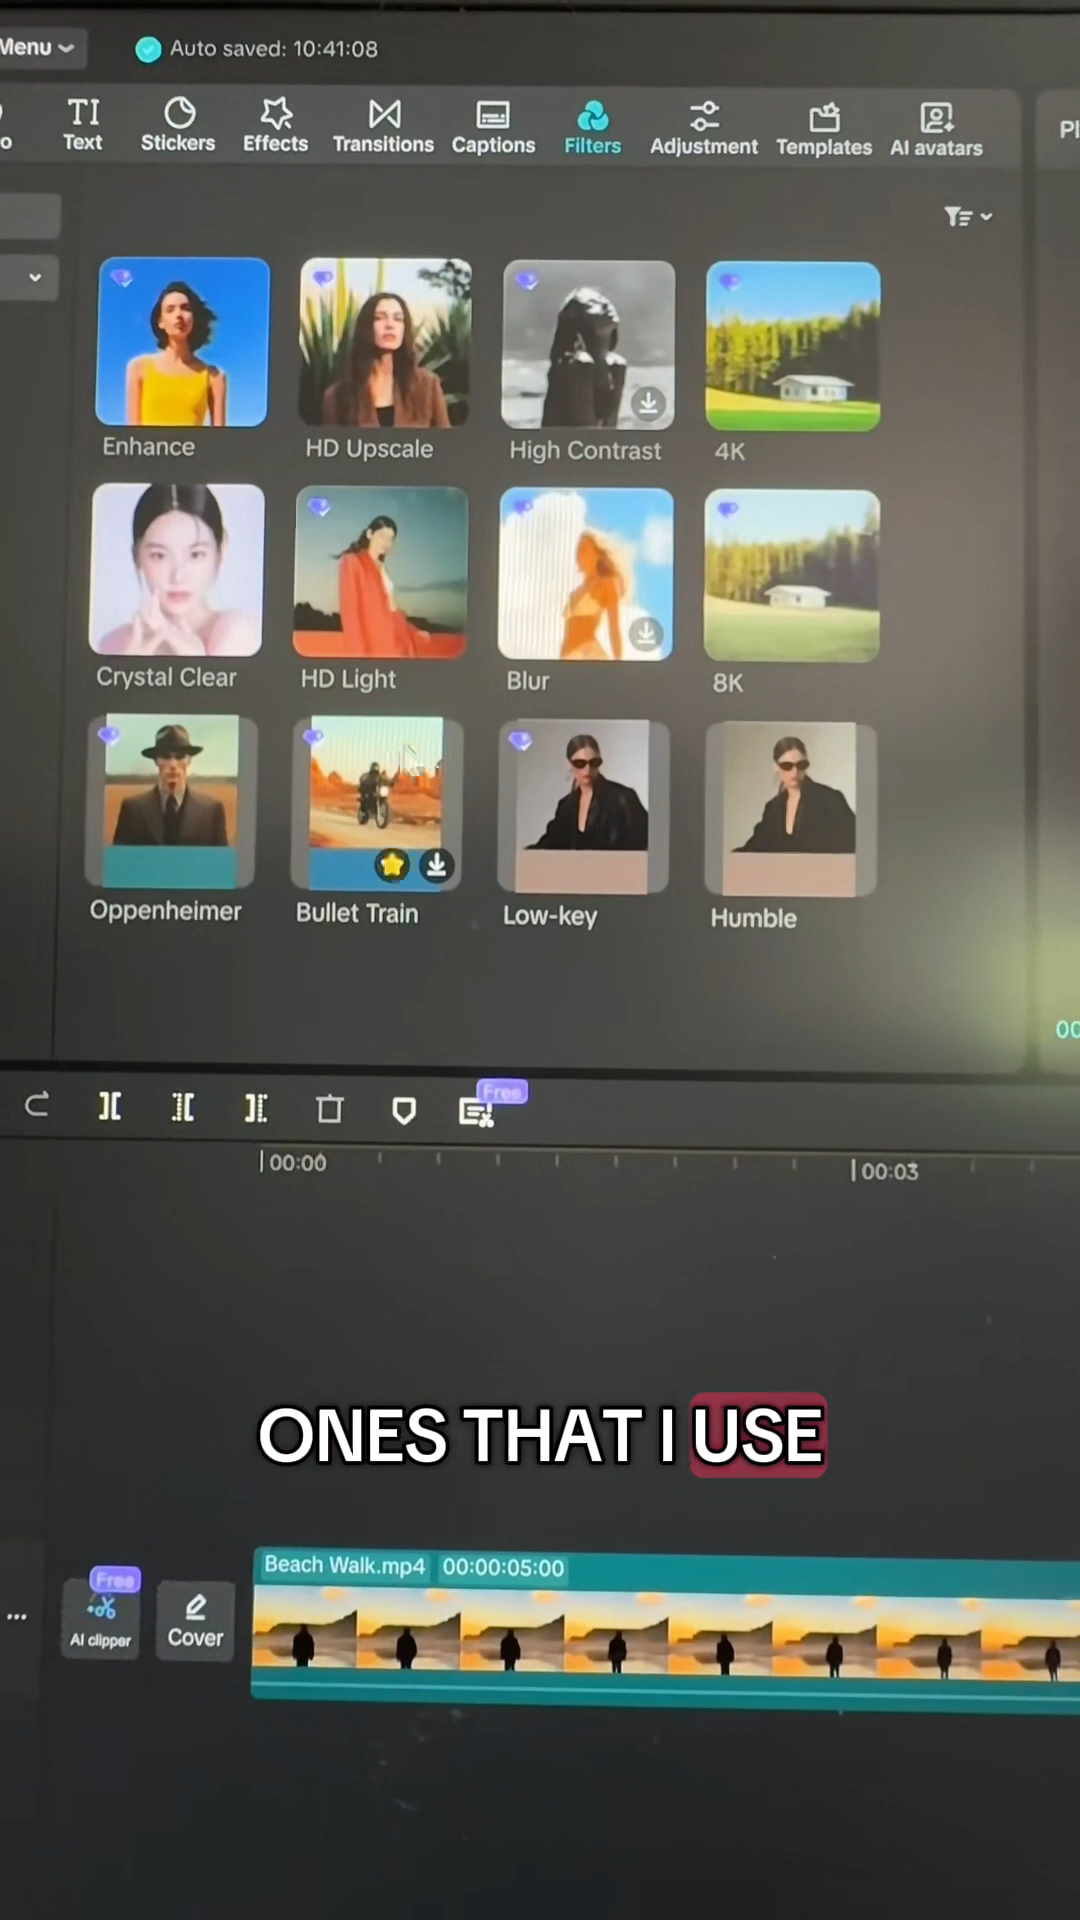 Menu
Auto saved: 10:41:08
Text
Stickers
Effects
Transitions
Captions
Filters
Adjustment
Templates
AI avatars
Enhance
HD Upscale
High Contrast
4K
Crystal Clear
HD Light
Blur
8K
Oppenheimer
Bullet Train
Low-key
Humble
Free
00:00
00:03
ONES THAT I USE
Beach Walk.mp4 00:00:05:00
Free
AI clipper
Cover